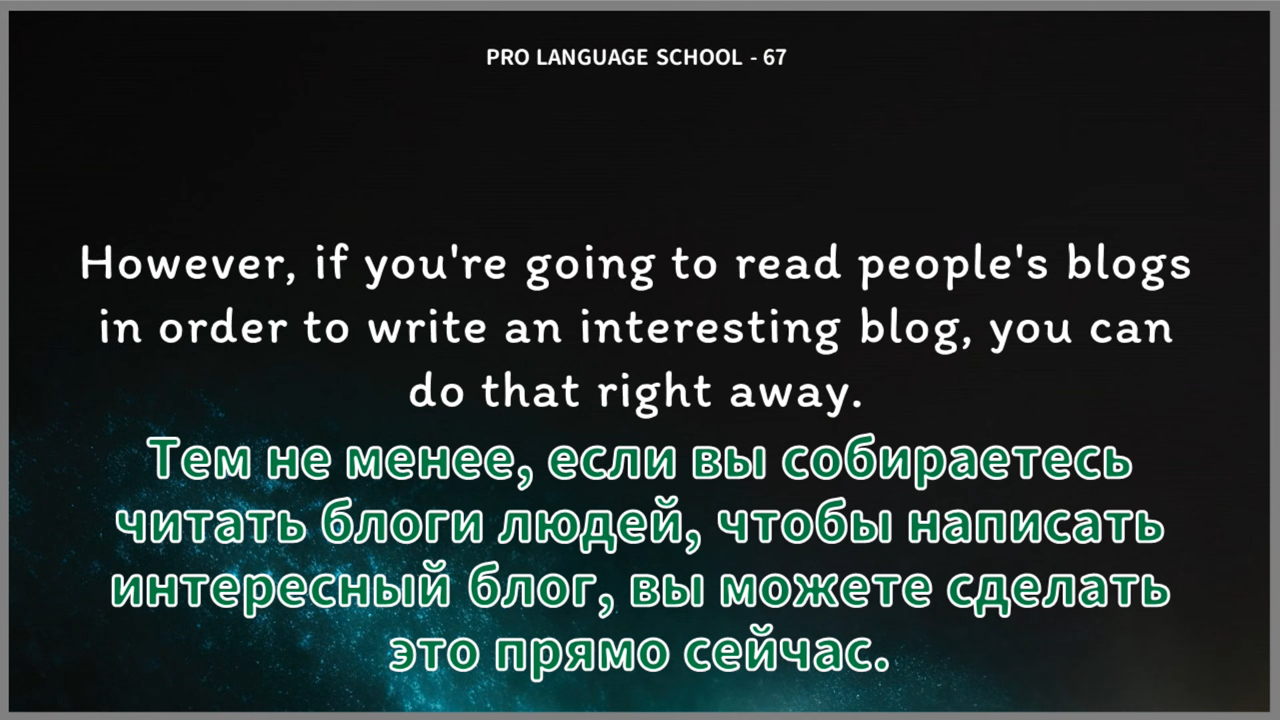 PRO LANGUAGE SCHOOL - 67
However, if you're going to read people's blogs
in order to write an interesting blog, you can
do that right away.
Тем не менее, если вы собираетесь
читать блоги людей, чтобы написать
интересный блог, вы можете сделать
это прямо сейчас.